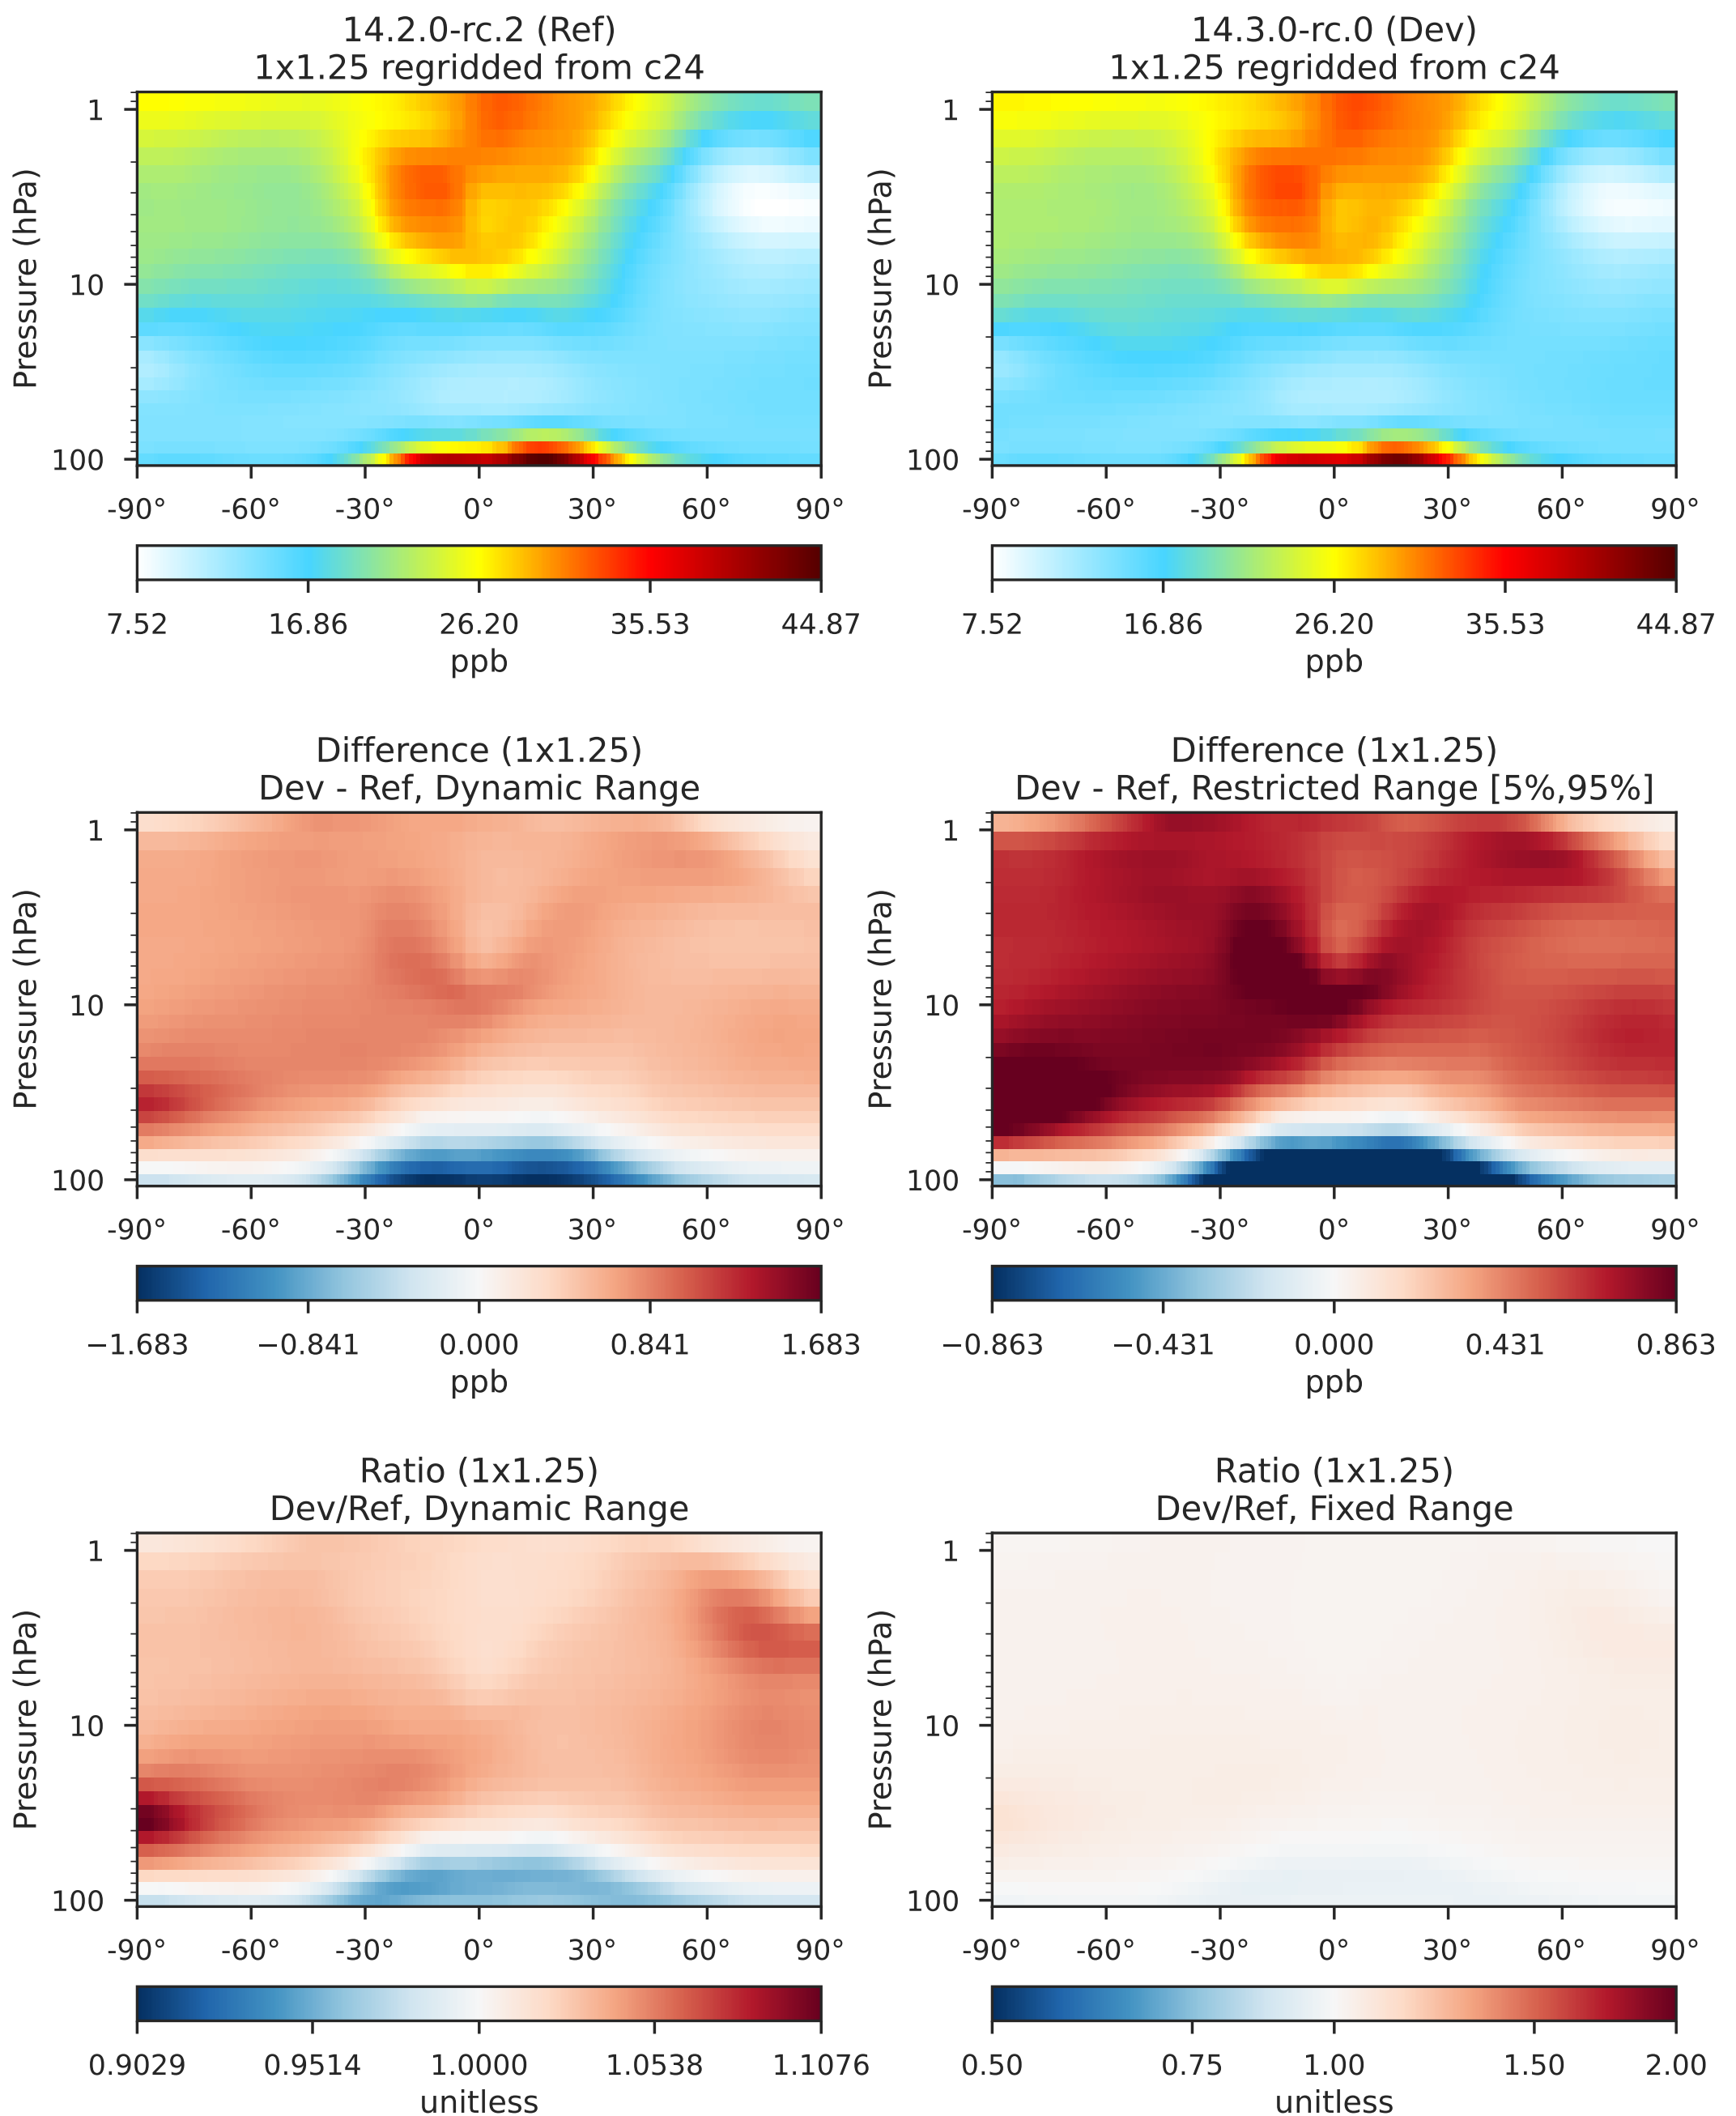 14.2.0-rc.2 (Ref)
1x1.25 regridded from c24
Pressure (hPa)
1
10
100
-90° -60° -30° 0° 30° 60° 90°
7.52 16.86 26.20 35.53 44.87
ppb
14.3.0-rc.0 (Dev)
1x1.25 regridded from c24
Pressure (hPa)
1
10
100
-90° -60° -30° 0° 30° 60° 90°
7.52 16.86 26.20 35.53 44.87
ppb
Difference (1x1.25)
Dev - Ref, Dynamic Range
Pressure (hPa)
1
10
100
-90° -60° -30° 0° 30° 60° 90°
−1.683 −0.841 0.000 0.841 1.683
ppb
Difference (1x1.25)
Dev - Ref, Restricted Range [5%,95%]
Pressure (hPa)
1
10
100
-90° -60° -30° 0° 30° 60° 90°
−0.863 −0.431 0.000 0.431 0.863
ppb
Ratio (1x1.25)
Dev/Ref, Dynamic Range
Pressure (hPa)
1
10
100
-90° -60° -30° 0° 30° 60° 90°
0.9029 0.9514 1.0000 1.0538 1.1076
unitless
Ratio (1x1.25)
Dev/Ref, Fixed Range
Pressure (hPa)
1
10
100
-90° -60° -30° 0° 30° 60° 90°
0.50 0.75 1.00 1.50 2.00
unitless